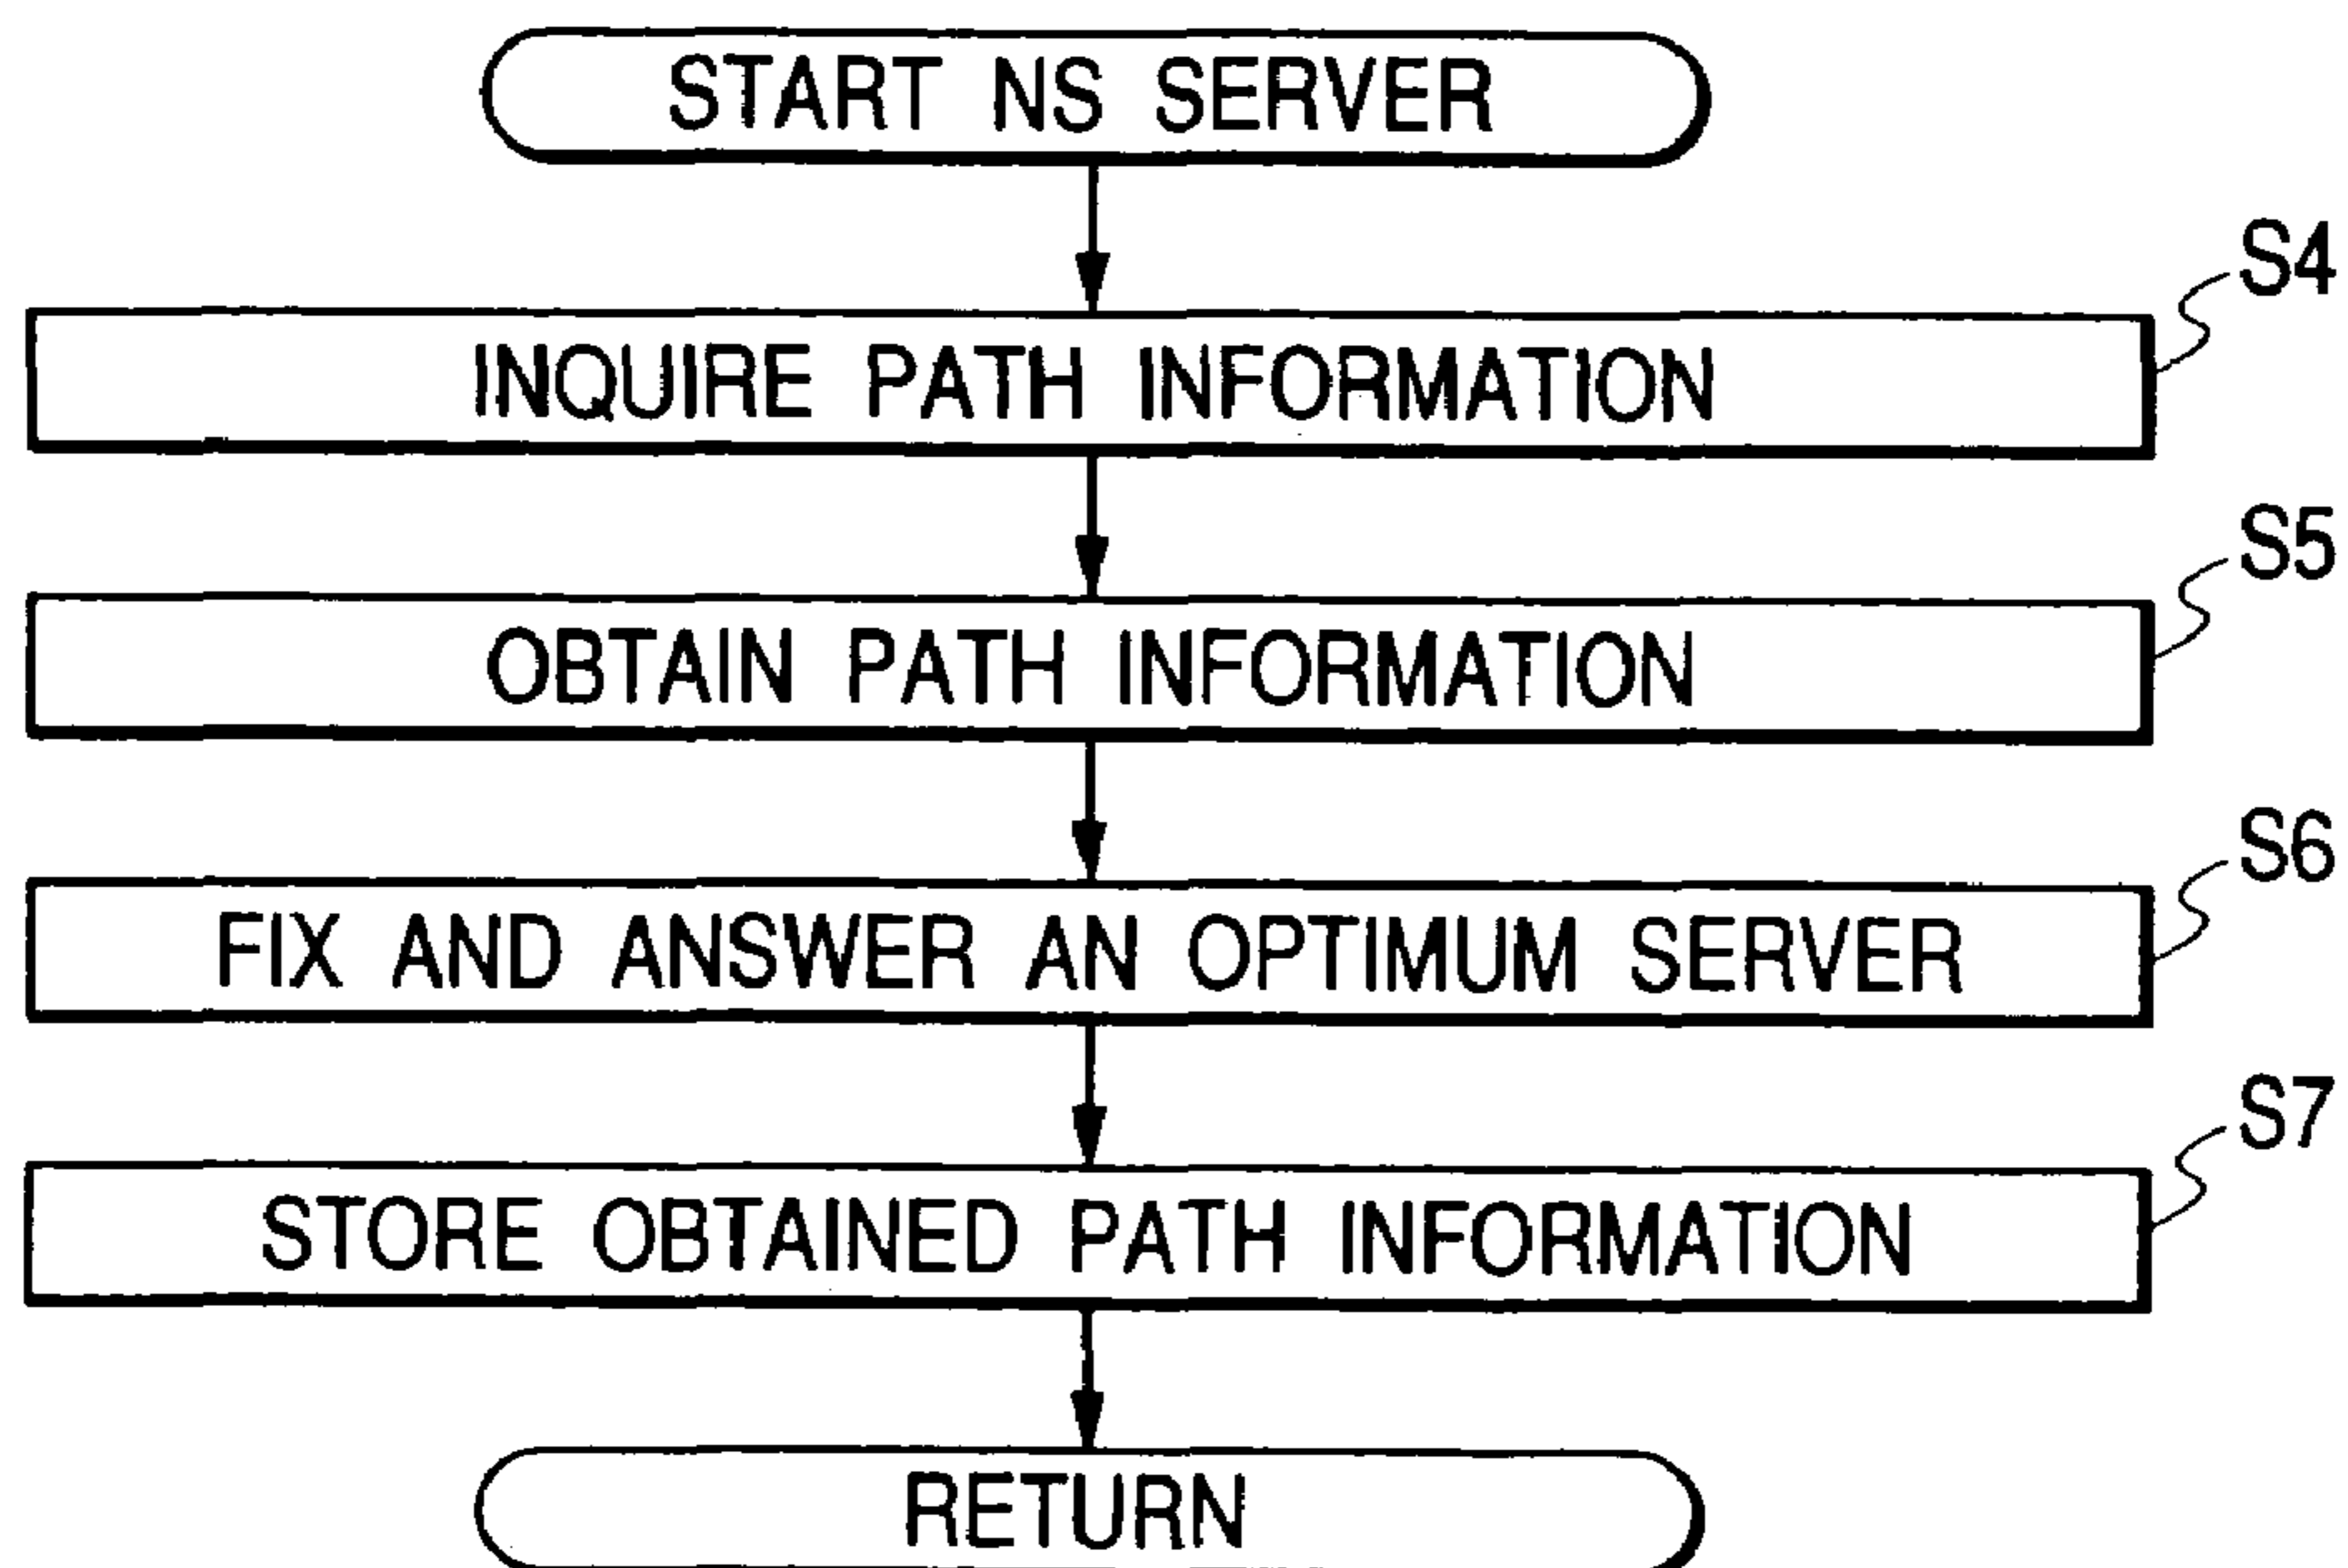 START NS SERVER
S4
INQUIRE PATH INFORMATION
S5
OBTAIN PATH INFORMATION
S6
FIX AND ANSWER AN OPTIMUM SERVER
S7
STORE OBTAINED PATH INFORMATION
RETURN